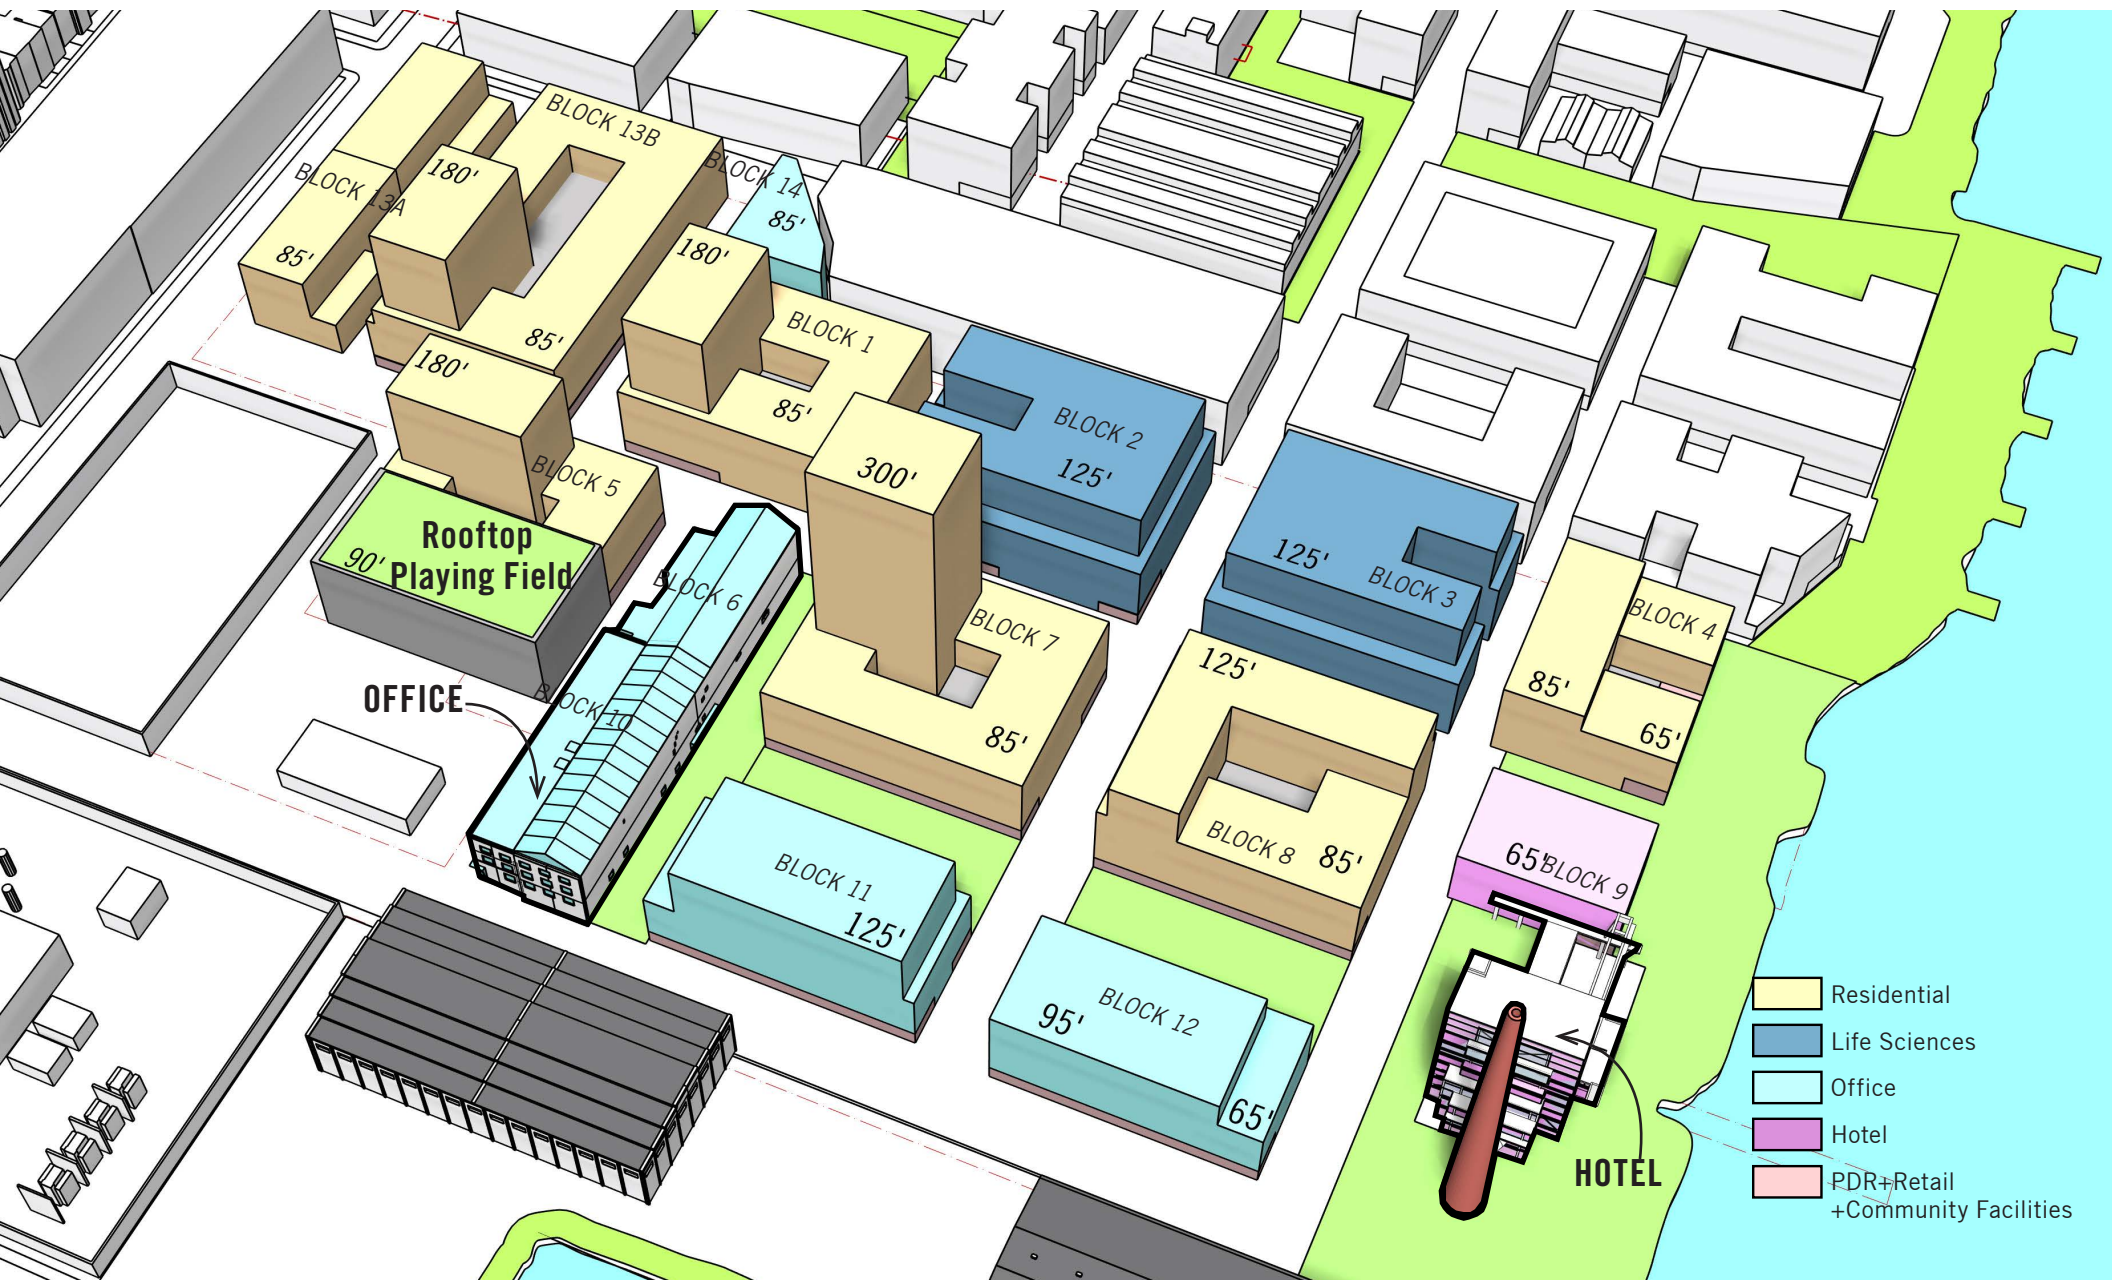 BLOCK 13B
180'
BLOCK 14
BLOCK 13A
85'
85'
180'
85'
BLOCK 1
180'
85'
BLOCK 2
300'
125'
BLOCK 5
Rooftop
90' Playing Field
125'
BLOCK 3
BLOCK 6
BLOCK 4
BLOCK 7
125'
85'
OFFICE
BLOCK 10
85'
65'
BLOCK 8
85'
65'
BLOCK 9
BLOCK 11
125'
BLOCK 12
95'
65'
HOTEL
Residential
Life Sciences
Office
Hotel
PDR+Retail
+Community Facilities